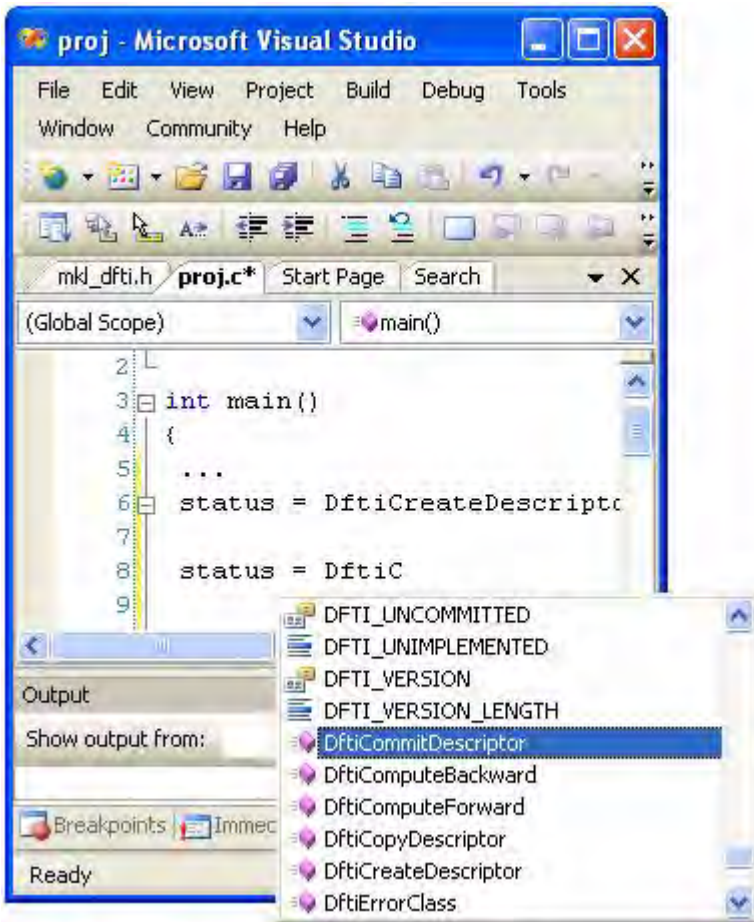 proj - Microsoft Visual Studio
File Edit View Project Build Debug Tools
Window Community Help
mkl_dfti.h proj.c* Start Page Search
(Global Scope) main()
2
3 int main()
4 {
5 ...
6 status = DftiCreateDescripto
7
8 status = DftiC
9
DFTI_UNCOMMITTED
DFTI_UNIMPLEMENTED
DFTI_VERSION
DFTI_VERSION_LENGTH
DftiCommitDescriptor
DftiComputeBackward
DftiComputeForward
DftiCopyDescriptor
DftiCreateDescriptor
DftiErrorClass
Output
Show output from:
Breakpoints Immec
Ready